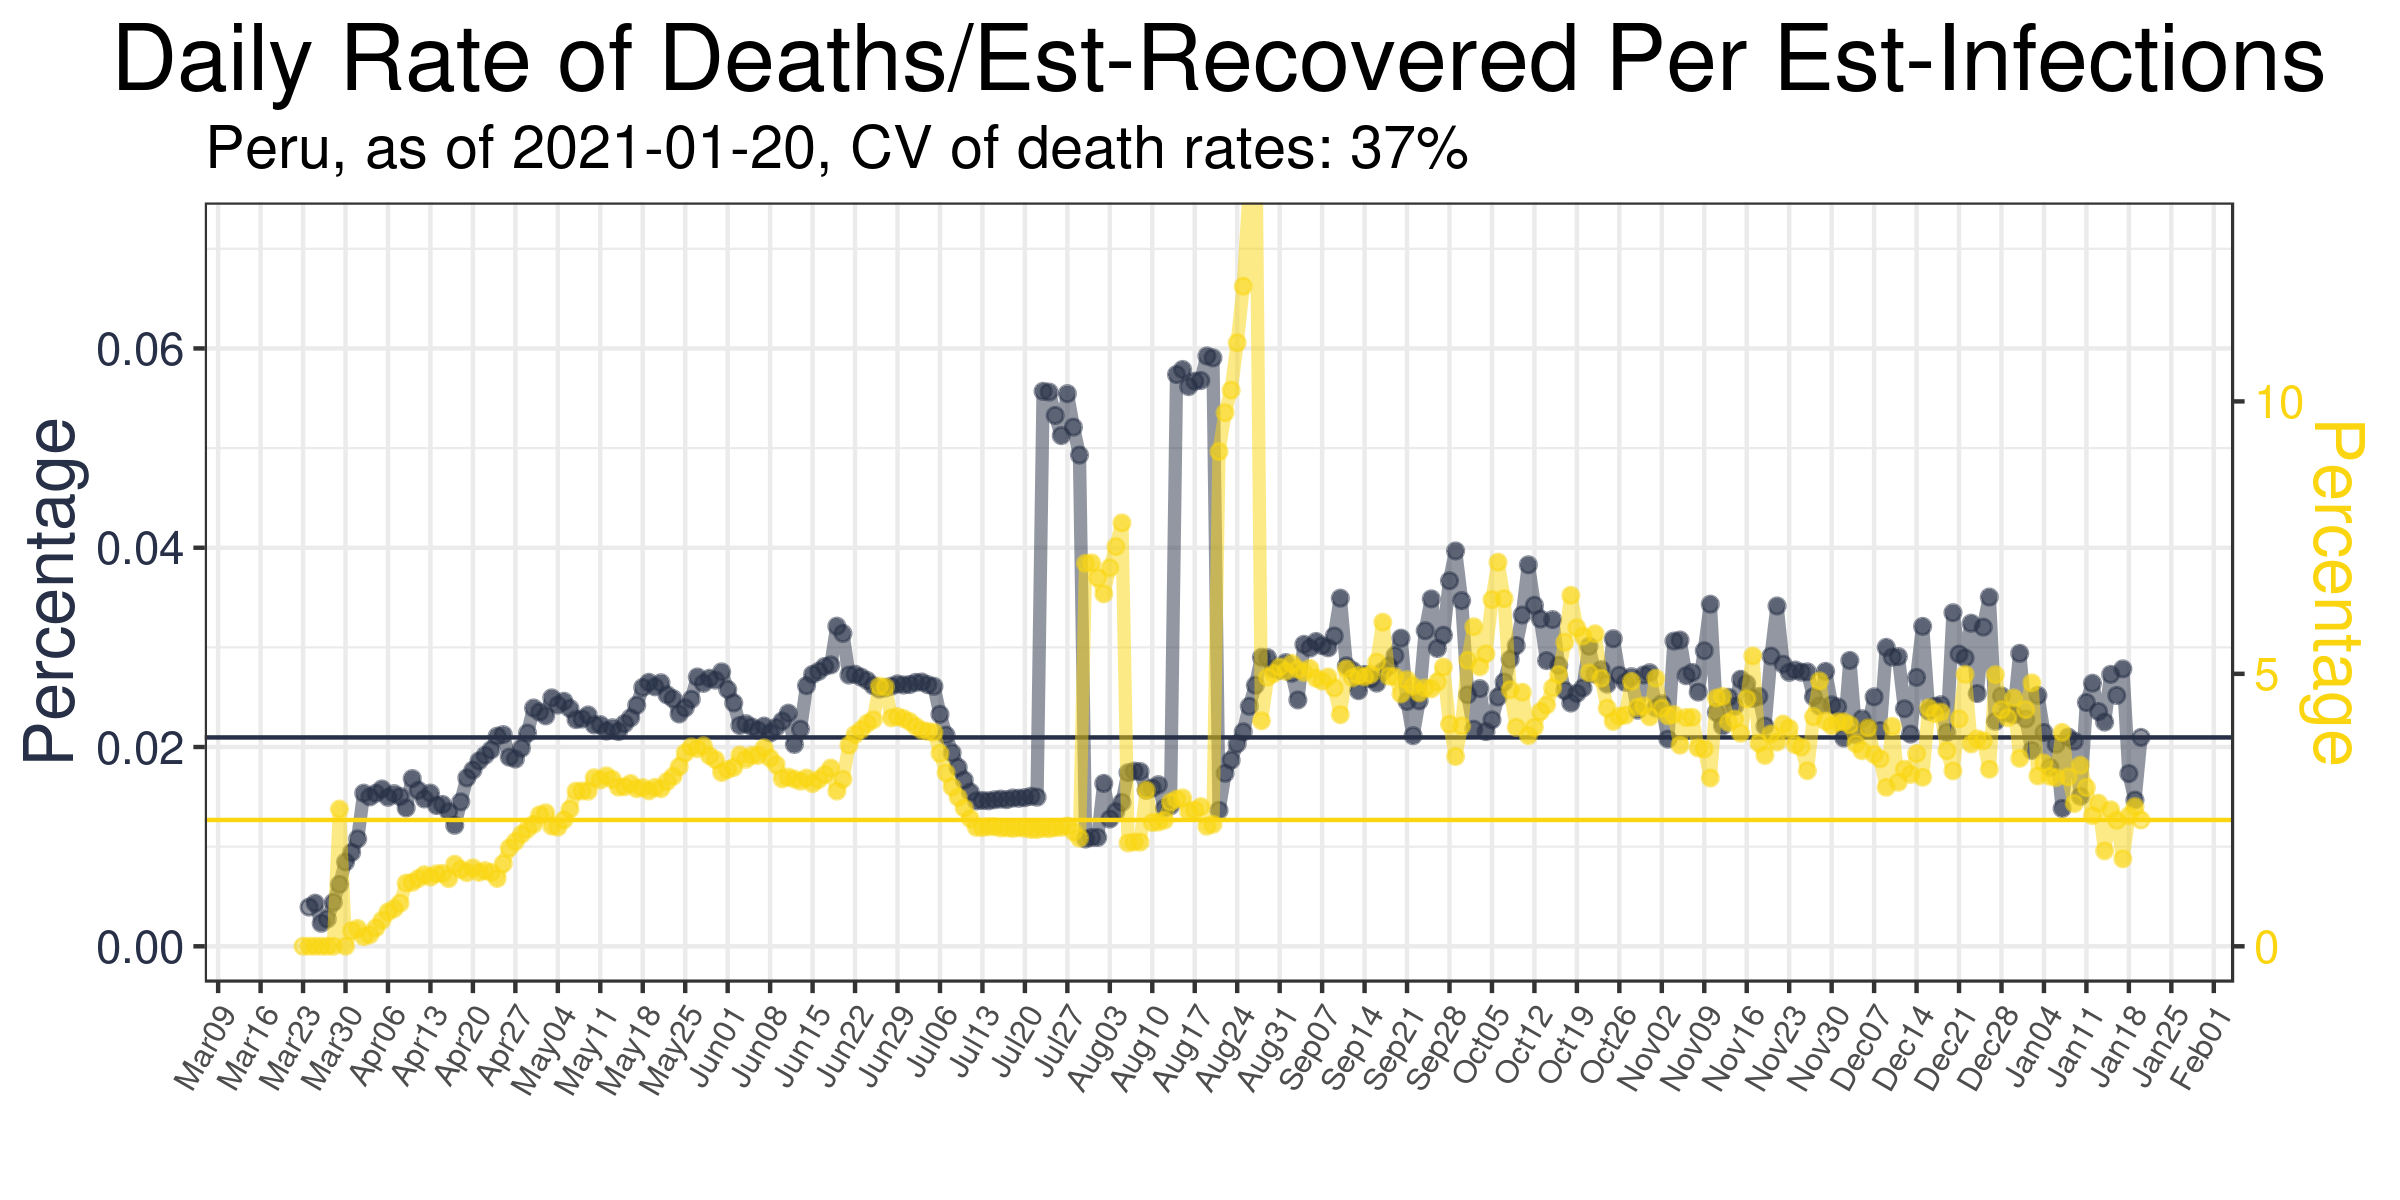 Daily Rate of Deaths/Est-Recovered Per Est-Infections
Peru, as of 2021-01-20, CV of death rates: 37%
Percentage
0.06
0.04
0.02
0.00
10
5
0
Percentage
Mar09
Mar16
Mar23
Mar30
Apr06
Apr13
Apr20
Apr27
May04
May11
May18
May25
Jun01
Jun08
Jun15
Jun22
Jun29
Jul06
Jul13
Jul20
Jul27
Aug03
Aug10
Aug17
Aug24
Aug31
Sep07
Sep14
Sep21
Sep28
Oct05
Oct12
Oct19
Oct26
Nov02
Nov09
Nov16
Nov23
Nov30
Dec07
Dec14
Dec21
Dec28
Jan04
Jan11
Jan18
Jan25
Feb01